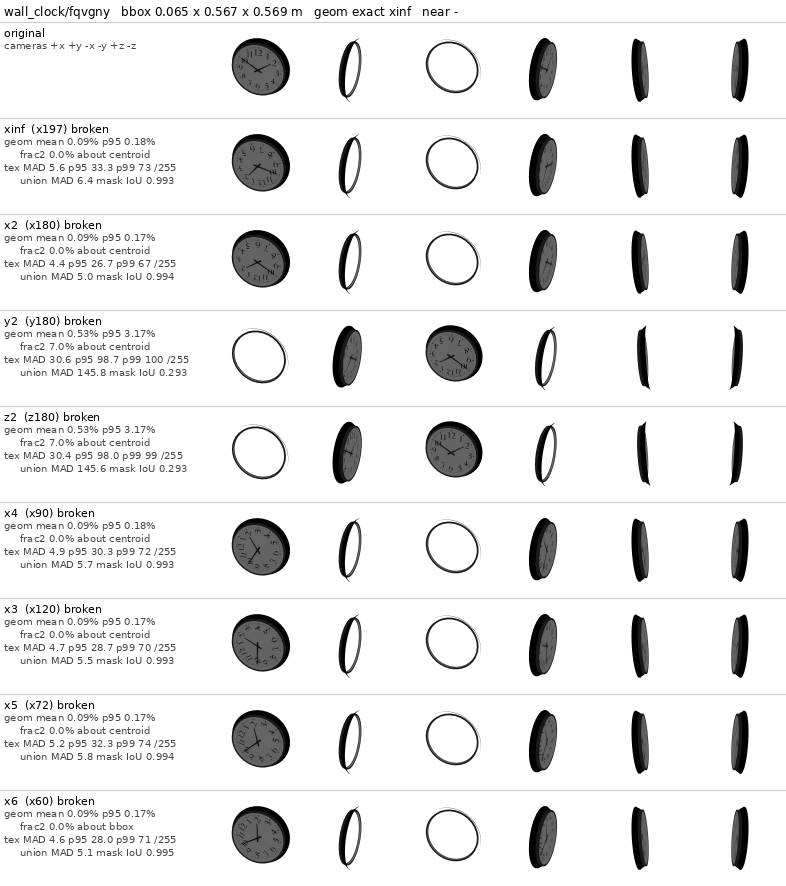 wall_clock/fqvgny bbox 0.065 x 0.567 x 0.569 m geom exact xinf near -
original
cameras +x +y -x -y +z -z
xinf (x197) broken
geom mean 0.09% p95 0.18%
frac2 0.0% about centroid
tex MAD 5.6 p95 33.3 p99 73 /255
union MAD 6.4 mask IoU 0.993
x2 (x180) broken
geom mean 0.09% p95 0.17%
frac2 0.0% about centroid
tex MAD 4.4 p95 26.7 p99 67 /255
union MAD 5.0 mask IoU 0.994
y2 (y180) broken
geom mean 0.53% p95 3.17%
frac2 7.0% about centroid
tex MAD 30.6 p95 98.7 p99 100 /255
union MAD 145.8 mask IoU 0.293
z2 (z180) broken
geom mean 0.53% p95 3.17%
frac2 7.0% about centroid
tex MAD 30.4 p95 98.0 p99 99 /255
union MAD 145.6 mask IoU 0.293
x4 (x90) broken
geom mean 0.09% p95 0.18%
frac2 0.0% about centroid
tex MAD 4.9 p95 30.3 p99 72 /255
union MAD 5.7 mask IoU 0.993
x3 (x120) broken
geom mean 0.09% p95 0.17%
frac2 0.0% about centroid
tex MAD 4.7 p95 28.7 p99 70 /255
union MAD 5.5 mask IoU 0.993
x5 (x72) broken
geom mean 0.09% p95 0.17%
frac2 0.0% about centroid
tex MAD 5.2 p95 32.3 p99 74 /255
union MAD 5.8 mask IoU 0.994
x6 (x60) broken
geom mean 0.09% p95 0.17%
frac2 0.0% about bbox
tex MAD 4.6 p95 28.0 p99 71 /255
union MAD 5.1 mask IoU 0.995